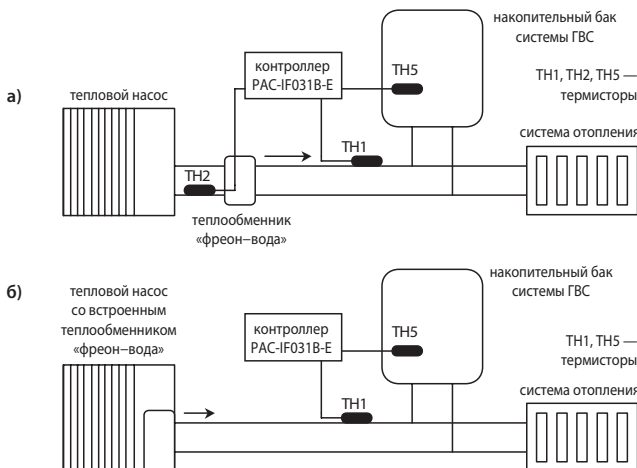 накопительный бак
системы ГВС
контроллер
PAC-IF031B-E
TH5
TH1, TH2, TH5 —
термисторы
а)
тепловой насос
система отопления
TH1
TH2
теплообменник
«фреон–вода»
накопительный бак
системы ГВС
б)
тепловой насос
со встроенным
теплообменником
«фреон–вода»
контроллер
PAC-IF031B-E
TH5
TH1, TH5 —
термисторы
система отопления
TH1